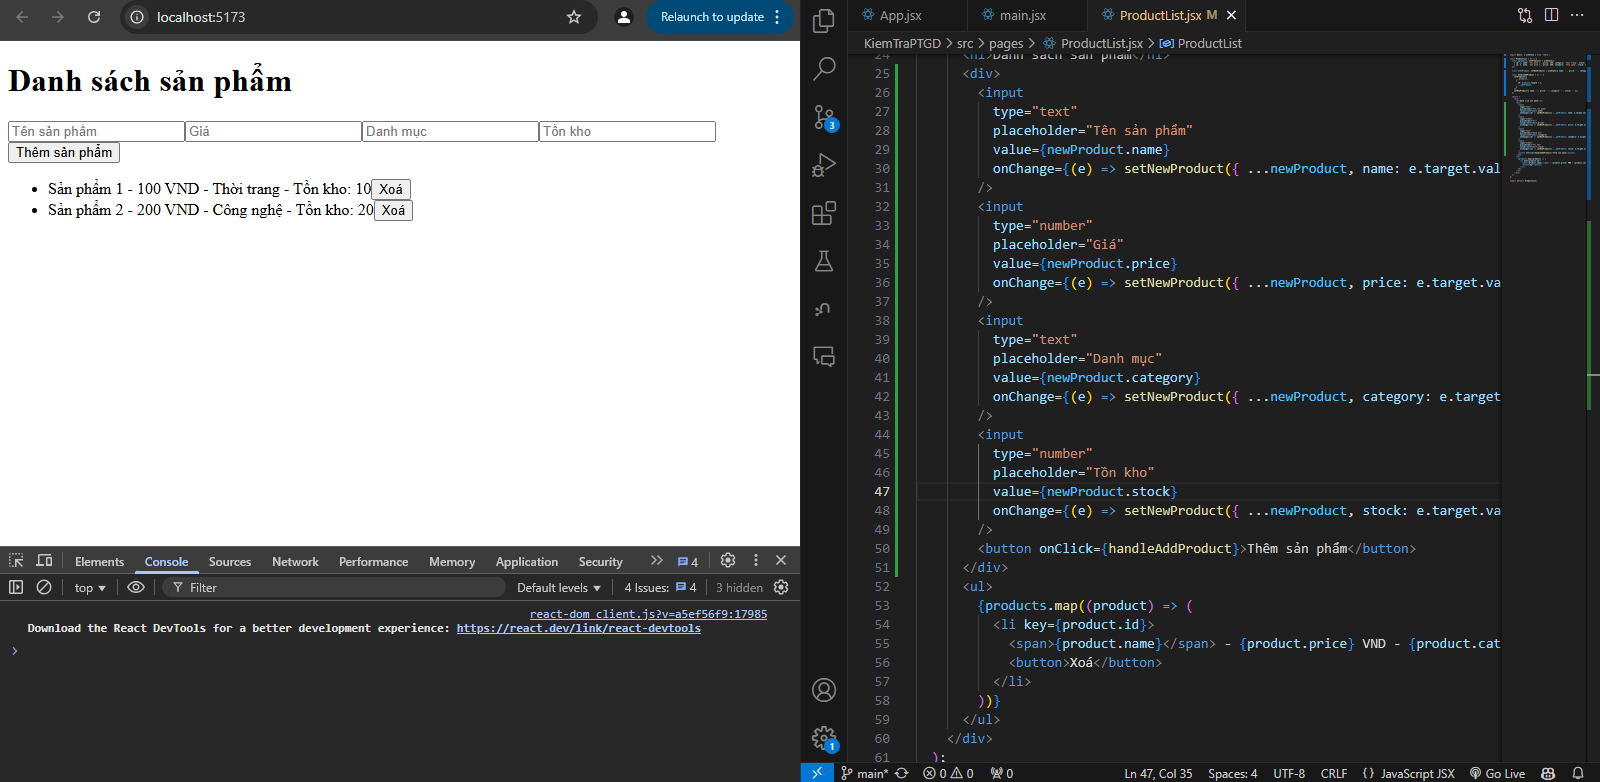 localhost:5173
Relaunch to update
Danh sách sản phẩm
Tên sản phẩm Giá Danh mục Tồn kho
Thêm sản phẩm
Sản phẩm 1 - 100 VND - Thời trang - Tồn kho: 10 Xoá
Sản phẩm 2 - 200 VND - Công nghệ - Tồn kho: 20 Xoá
Elements Console Sources Network Performance Memory Application Security 4
top Filter Default levels 4 Issues: 4 3 hidden
react-dom client.js?v=a5ef56f9:17985
Download the React DevTools for a better development experience: https://react.dev/link/react-devtools
App.jsx main.jsx ProductList.jsx M
KiemTraPTGD > src > pages > ProductList.jsx > ProductList
24 <h1>Danh sách sản phẩm</h1>
25 <div>
26 <input
27 type="text"
28 placeholder="Tên sản phẩm"
29 value={newProduct.name}
30 onChange={(e) => setNewProduct({ ...newProduct, name: e.target.val
31 />
32 <input
33 type="number"
34 placeholder="Giá"
35 value={newProduct.price}
36 onChange={(e) => setNewProduct({ ...newProduct, price: e.target.va
37 />
38 <input
39 type="text"
40 placeholder="Danh mục"
41 value={newProduct.category}
42 onChange={(e) => setNewProduct({ ...newProduct, category: e.target
43 />
44 <input
45 type="number"
46 placeholder="Tồn kho"
47 value={newProduct.stock}
48 onChange={(e) => setNewProduct({ ...newProduct, stock: e.target.va
49 />
50 <button onClick={handleAddProduct}>Thêm sản phẩm</button>
51 </div>
52 <ul>
53 {products.map((product) => (
54 <li key={product.id}>
55 <span>{product.name}</span> - {product.price} VND - {product.cat
56 <button>Xoá</button>
57 </li>
58 ))}
59 </ul>
60 </div>
61 );
3
1
main* 0 0 0 Ln 47, Col 35 Spaces: 4 UTF-8 CRLF {} JavaScript JSX Go Live